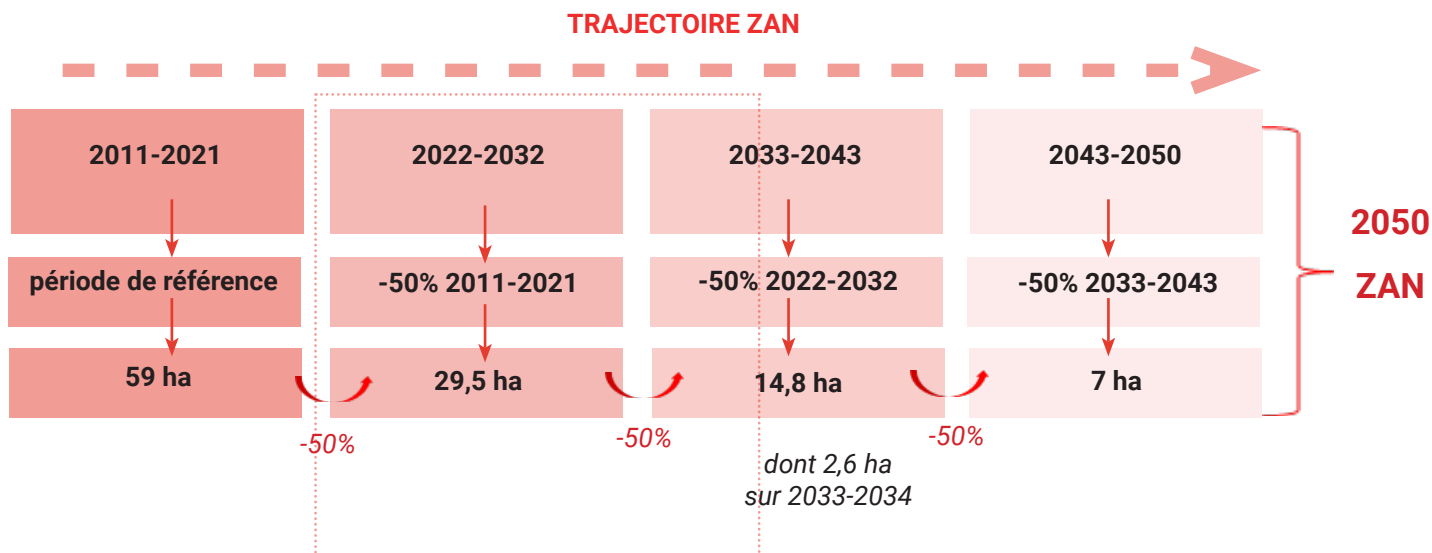 TRAJECTOIRE ZAN
2011-2021
2022-2032
2033-2043
2043-2050
période de référence
-50% 2011-2021
-50% 2022-2032
-50% 2033-2043
59 ha
29,5 ha
14,8 ha
7 ha
-50%
-50%
-50%
dont 2,6 ha
sur 2033-2034
2050
ZAN